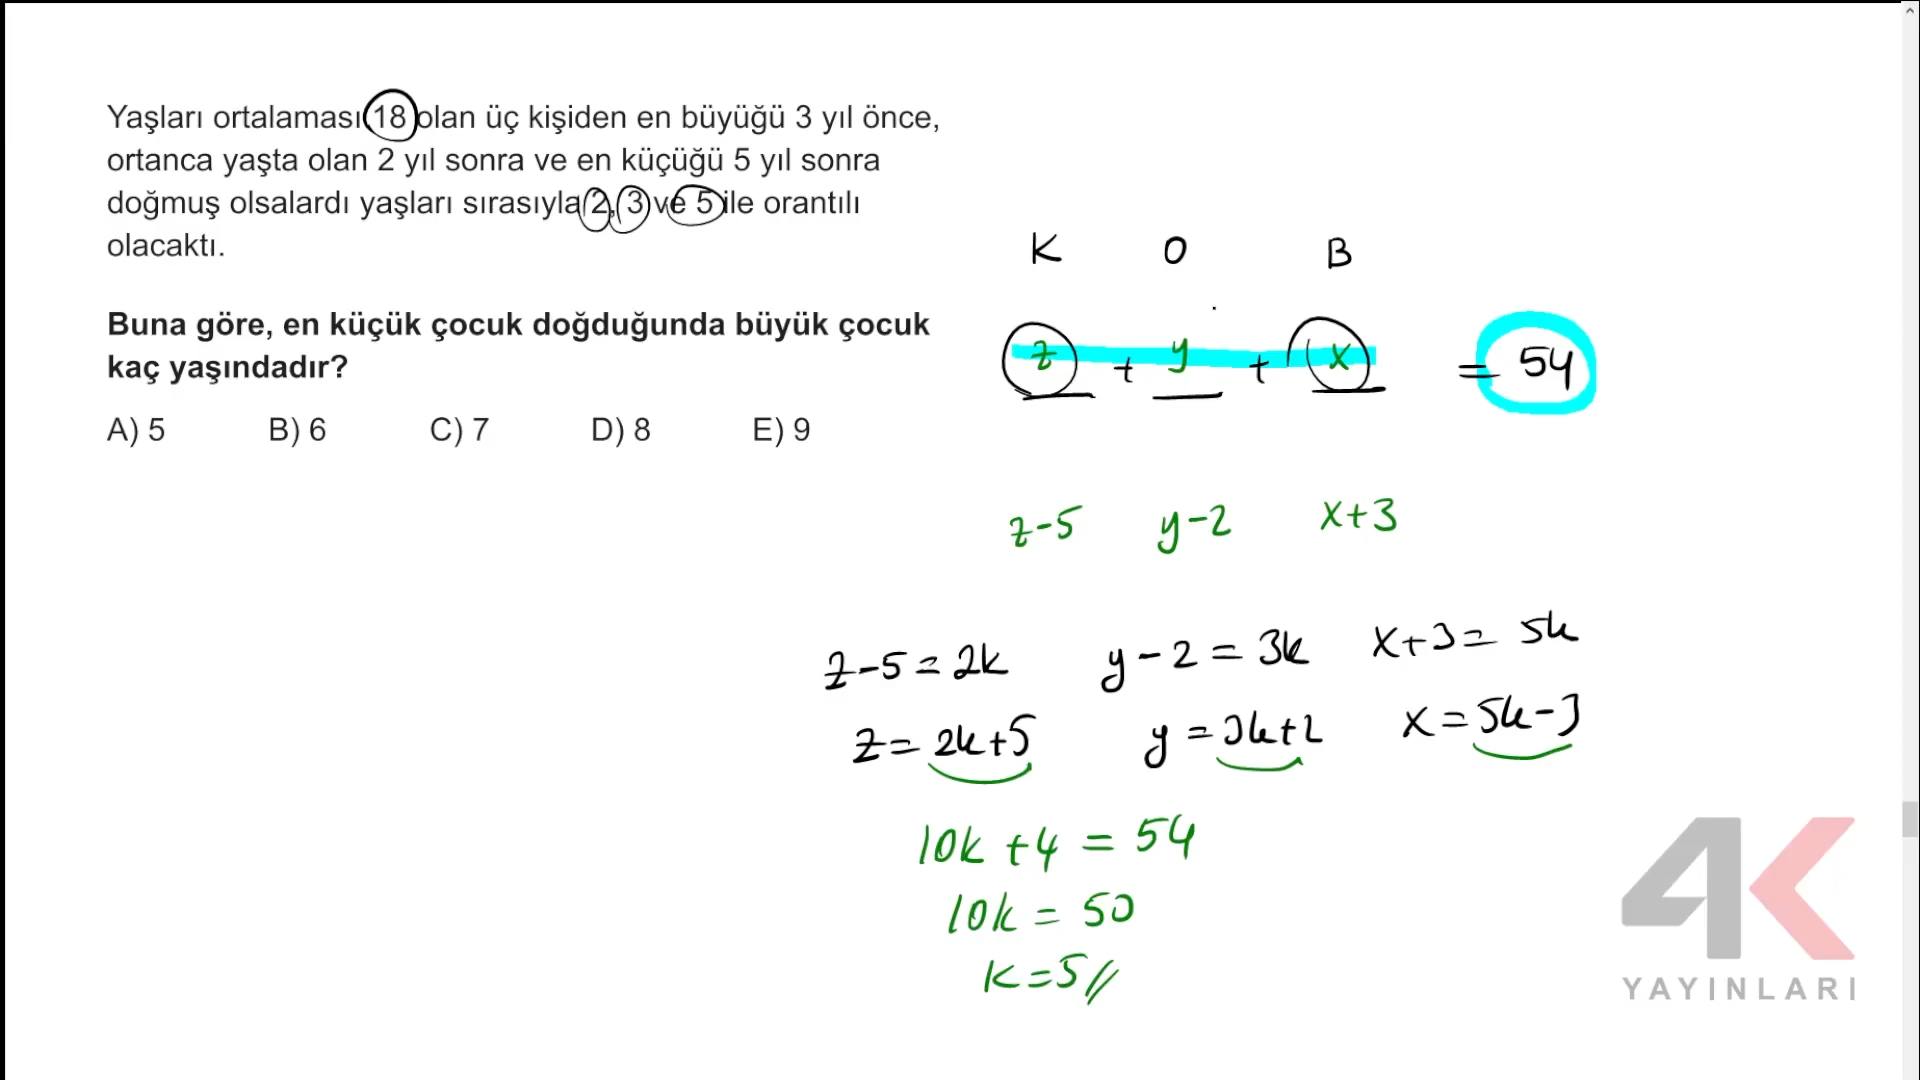 Yaşları ortalaması 18 olan üç kişiden en büyüğü 3 yıl önce,
ortanca yaşta olan 2 yıl sonra ve en küçüğü 5 yıl sonra
doğmuş olsalardı yaşları sırasıyla 2, 3 ve 5 ile orantılı
olacaktı.
Buna göre, en küçük çocuk doğduğunda büyük çocuk
kaç yaşındadır?
A) 5 B) 6 C) 7 D) 8 E) 9
K O B
z + y + x = 54
z-5 y-2 x+3
z-5=2k y-2=3k x+3=5k
z=2k+5 y=3k+2 x=5k-3
10k+4=54
10k=50
k=5//
4K
YAYINLARI